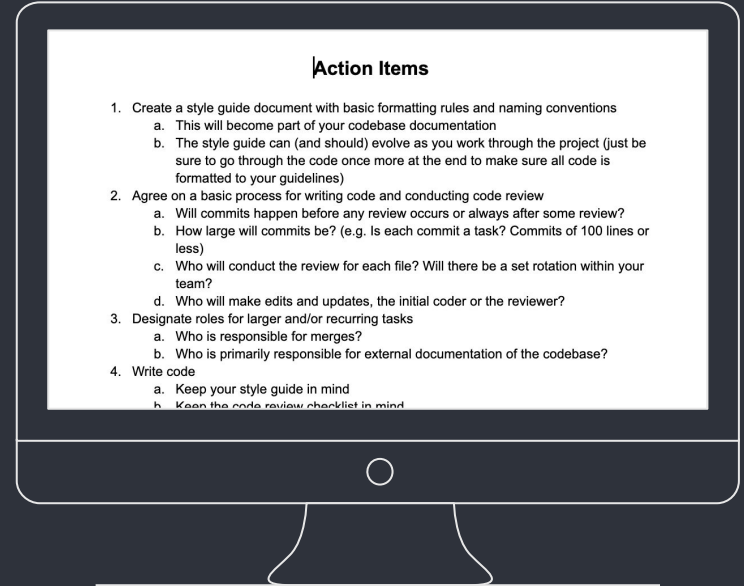 Action Items
1. Create a style guide document with basic formatting rules and naming conventions
a. This will become part of your codebase documentation
b. The style guide can (and should) evolve as you work through the project (just be
sure to go through the code once more at the end to make sure all code is
formatted to your guidelines)
2. Agree on a basic process for writing code and conducting code review
a. Will commits happen before any review occurs or always after some review?
b. How large will commits be? (e.g. Is each commit a task? Commits of 100 lines or
less)
c. Who will conduct the review for each file? Will there be a set rotation within your
team?
d. Who will make edits and updates, the initial coder or the reviewer?
3. Designate roles for larger and/or recurring tasks
a. Who is responsible for merges?
b. Who is primarily responsible for external documentation of the codebase?
4. Write code
a. Keep your style guide in mind
b. Keep the code review checklist in mind